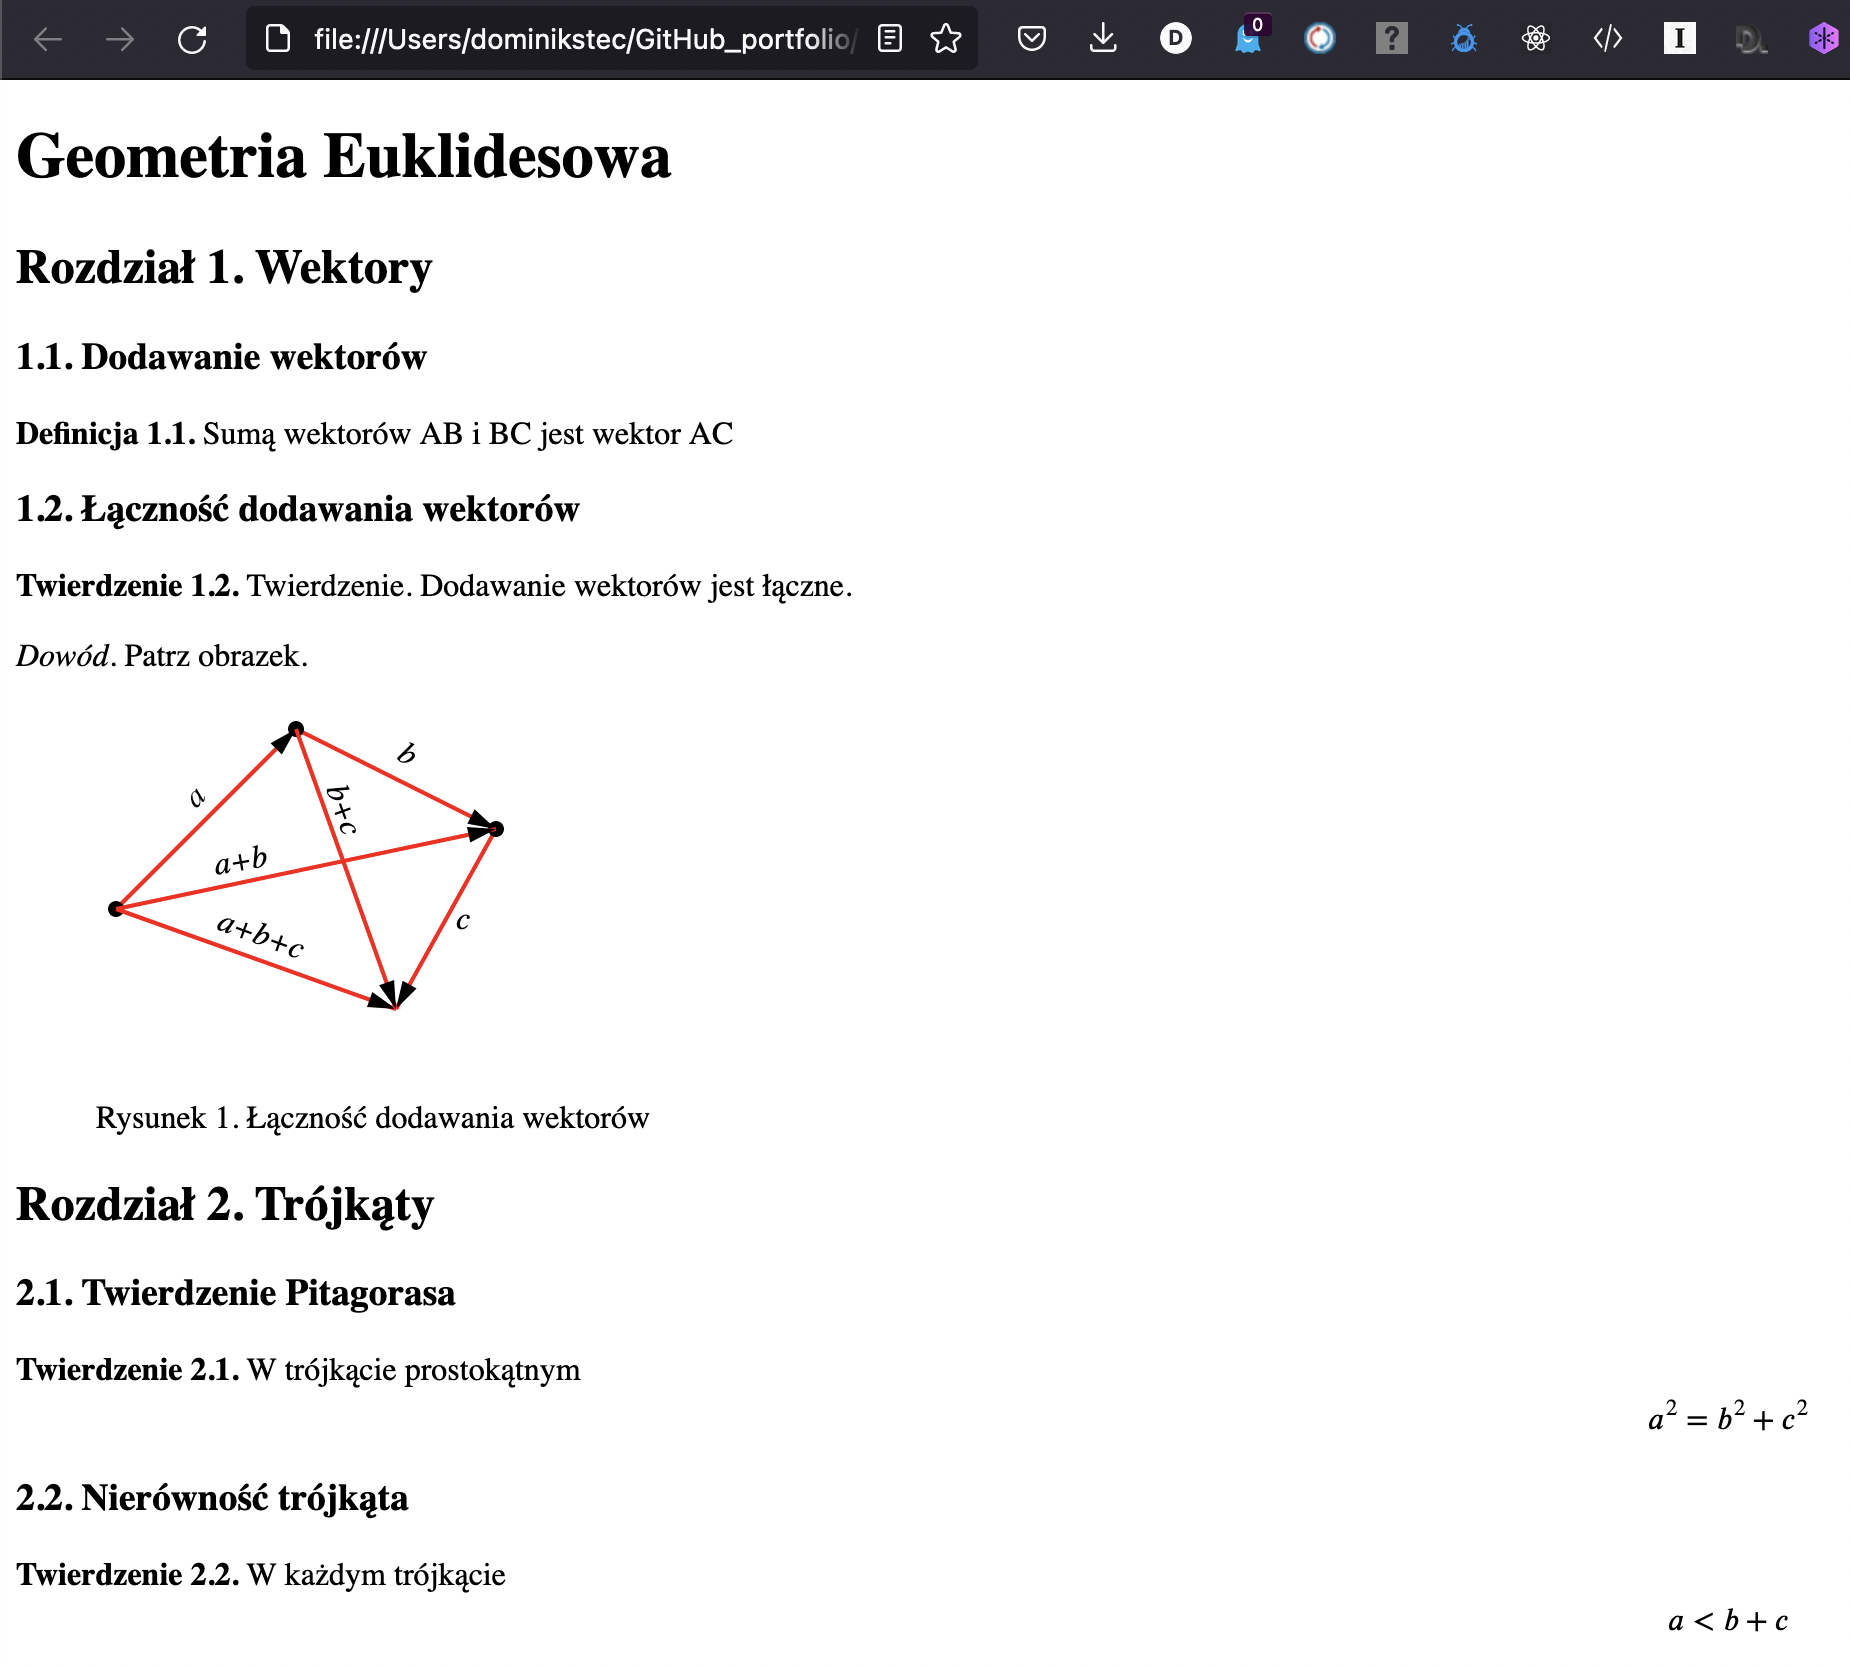 file:///Users/dominikstec/GitHub_portfolio/
0
Geometria Euklidesowa
Rozdział 1. Wektory
1.1. Dodawanie wektorów
Definicja 1.1. Sumą wektorów AB i BC jest wektor AC
1.2. Łączność dodawania wektorów
Twierdzenie 1.2. Twierdzenie. Dodawanie wektorów jest łączne.
Dowód. Patrz obrazek.
a
b
b+c
a+b
a+b+c
c
Rysunek 1. Łączność dodawania wektorów
Rozdział 2. Trójkąty
2.1. Twierdzenie Pitagorasa
Twierdzenie 2.1. W trójkącie prostokątnym
a² = b² + c²
2.2. Nierówność trójkąta
Twierdzenie 2.2. W każdym trójkącie
a < b + c